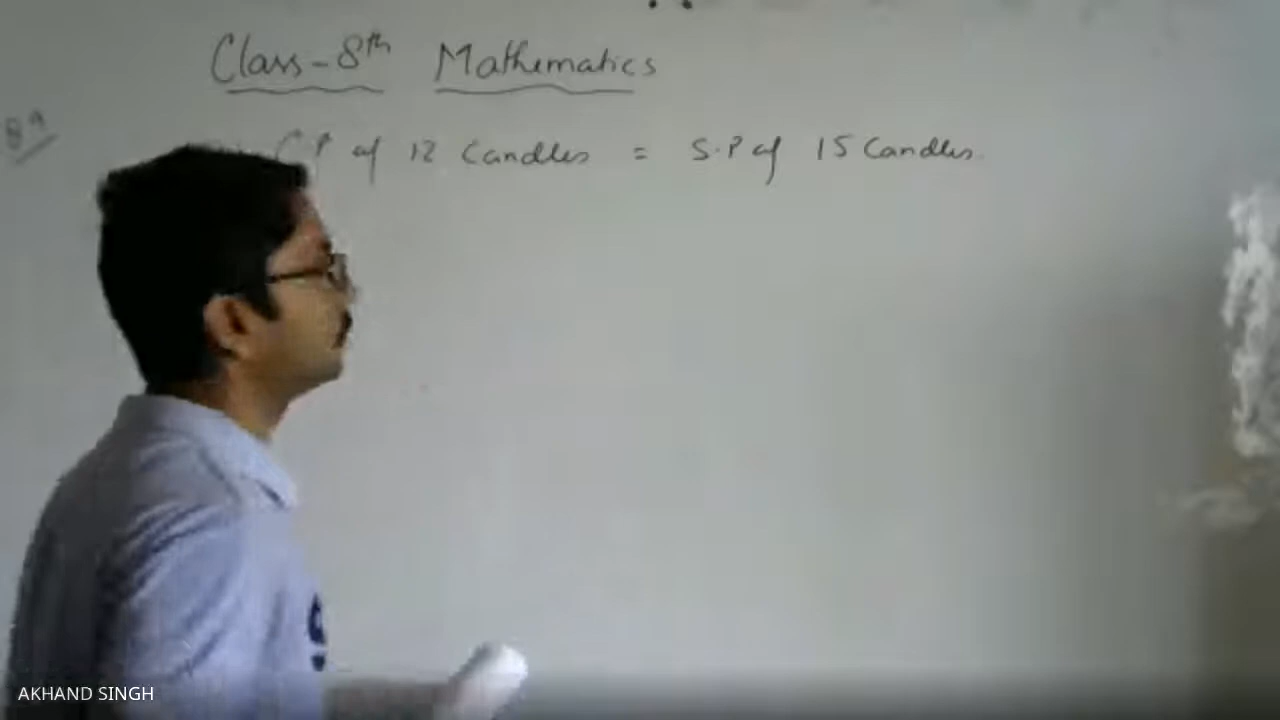 Class-8th Mathematics
C P of 12 Candles = S.P of 15 Candles.
AKHAND SINGH